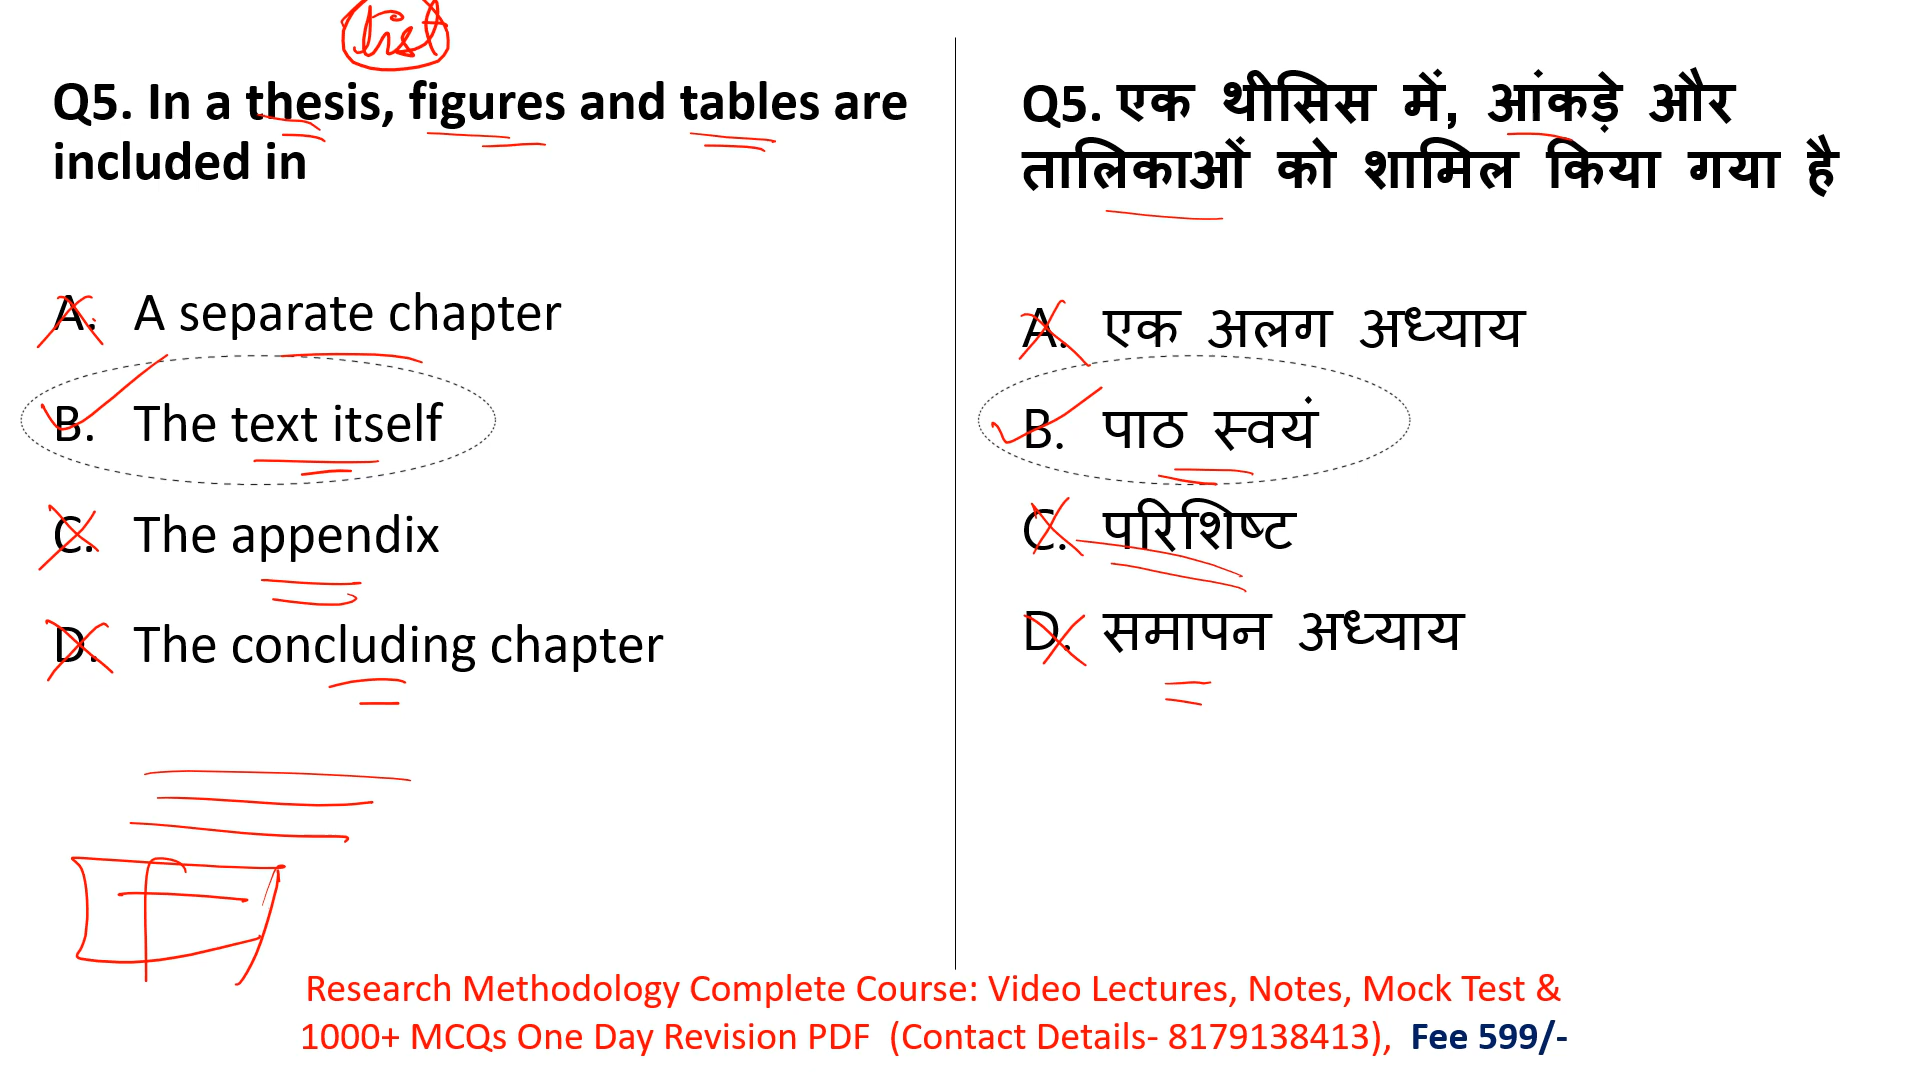 List
Q5. In a thesis, figures and tables are
included in
A. A separate chapter
B. The text itself
C. The appendix
D. The concluding chapter
Q5. एक थीसिस में, आंकड़े और
तालिकाओं को शामिल किया गया है
A. एक अलग अध्याय
B. पाठ स्वयं
C. परिशिष्ट
D. समापन अध्याय
Research Methodology Complete Course: Video Lectures, Notes, Mock Test &
1000+ MCQs One Day Revision PDF (Contact Details- 8179138413), Fee 599/-